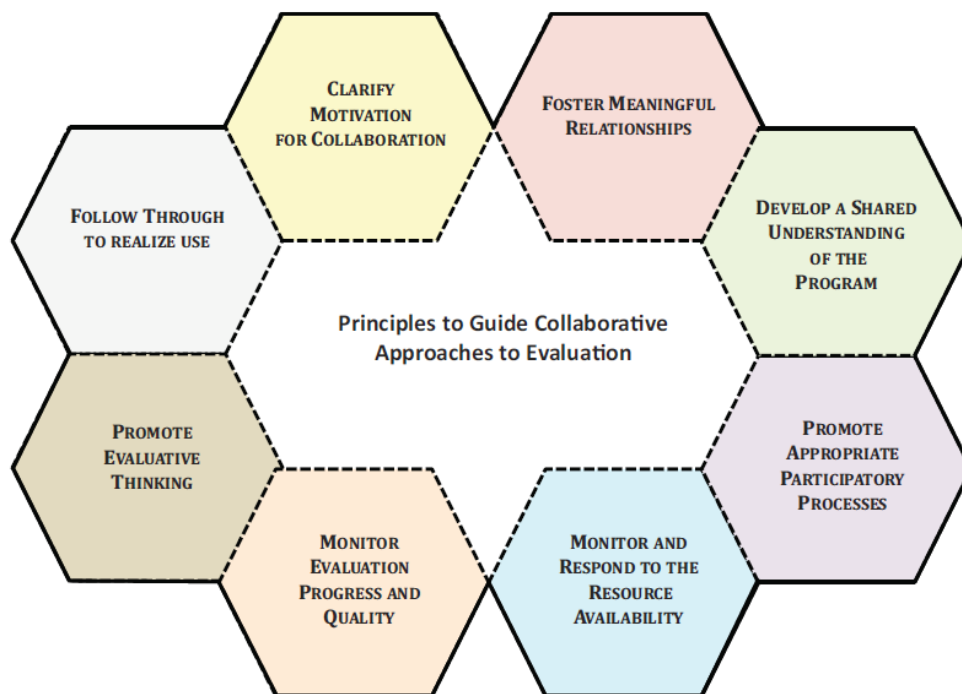 CLARIFY
MOTIVATION
FOR COLLABORATION
FOSTER MEANINGFUL
RELATIONSHIPS
DEVELOP A SHARED
UNDERSTANDING
OF THE
PROGRAM
PROMOTE
APPROPRIATE
PARTICIPATORY
PROCESSES
MONITOR AND
RESPOND TO THE
RESOURCE
AVAILABILITY
MONITOR
EVALUATION
PROGRESS AND
QUALITY
PROMOTE
EVALUATIVE
THINKING
FOLLOW THROUGH
TO REALIZE USE
Principles to Guide Collaborative
Approaches to Evaluation